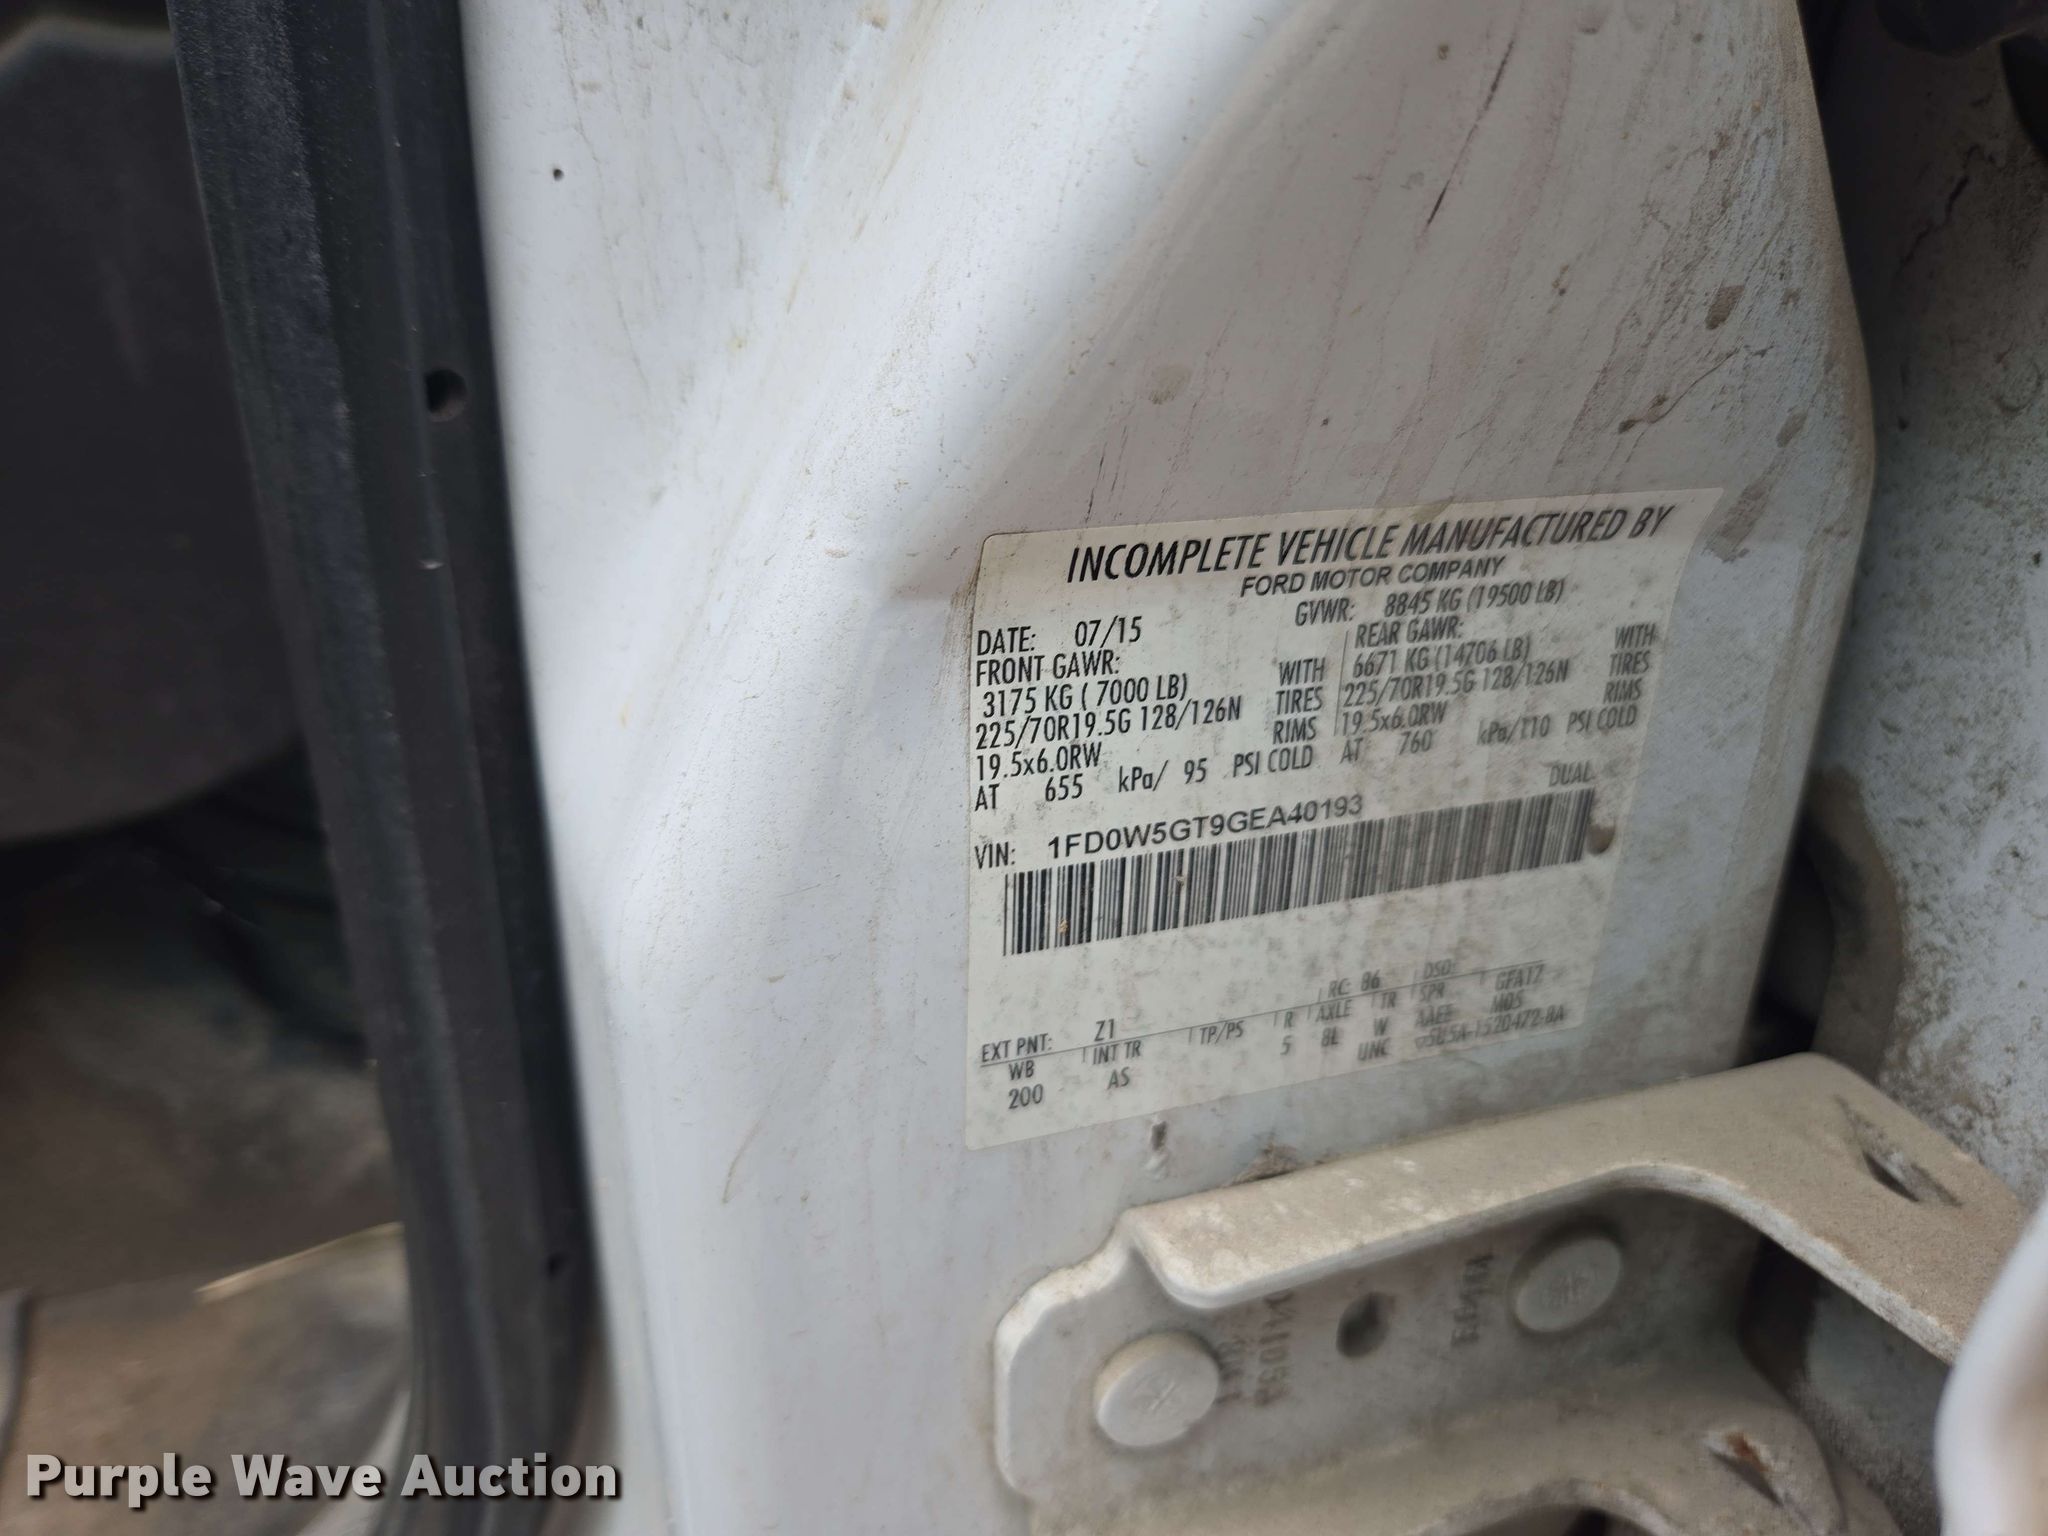 INCOMPLETE VEHICLE MANUFACTURED BY
FORD MOTOR COMPANY
DATE: 07/15 GVWR: 8845 KG (19500 LB)
FRONT GAWR: REAR GAWR:
3175 KG ( 7000 LB) WITH 6671 KG (14706 LB) WITH
225/70R19.5G 128/126N TIRES 225/70R19.5G 128/126N TIRES
19.5x6.0RW RIMS 19.5x6.0RW RIMS
AT 655 kPa/ 95 PSI COLD AT 760 kPa/110 PSI COLD
DUAL
VIN: 1FD0W5GT9GEA40193
EXT PNT: Z1 RC: 86 DSO:
WB INT TR TP/PS R AXLE TR SPR GFA17
200 AS 5 8L W AAEE M05
UNC
Purple Wave Auction